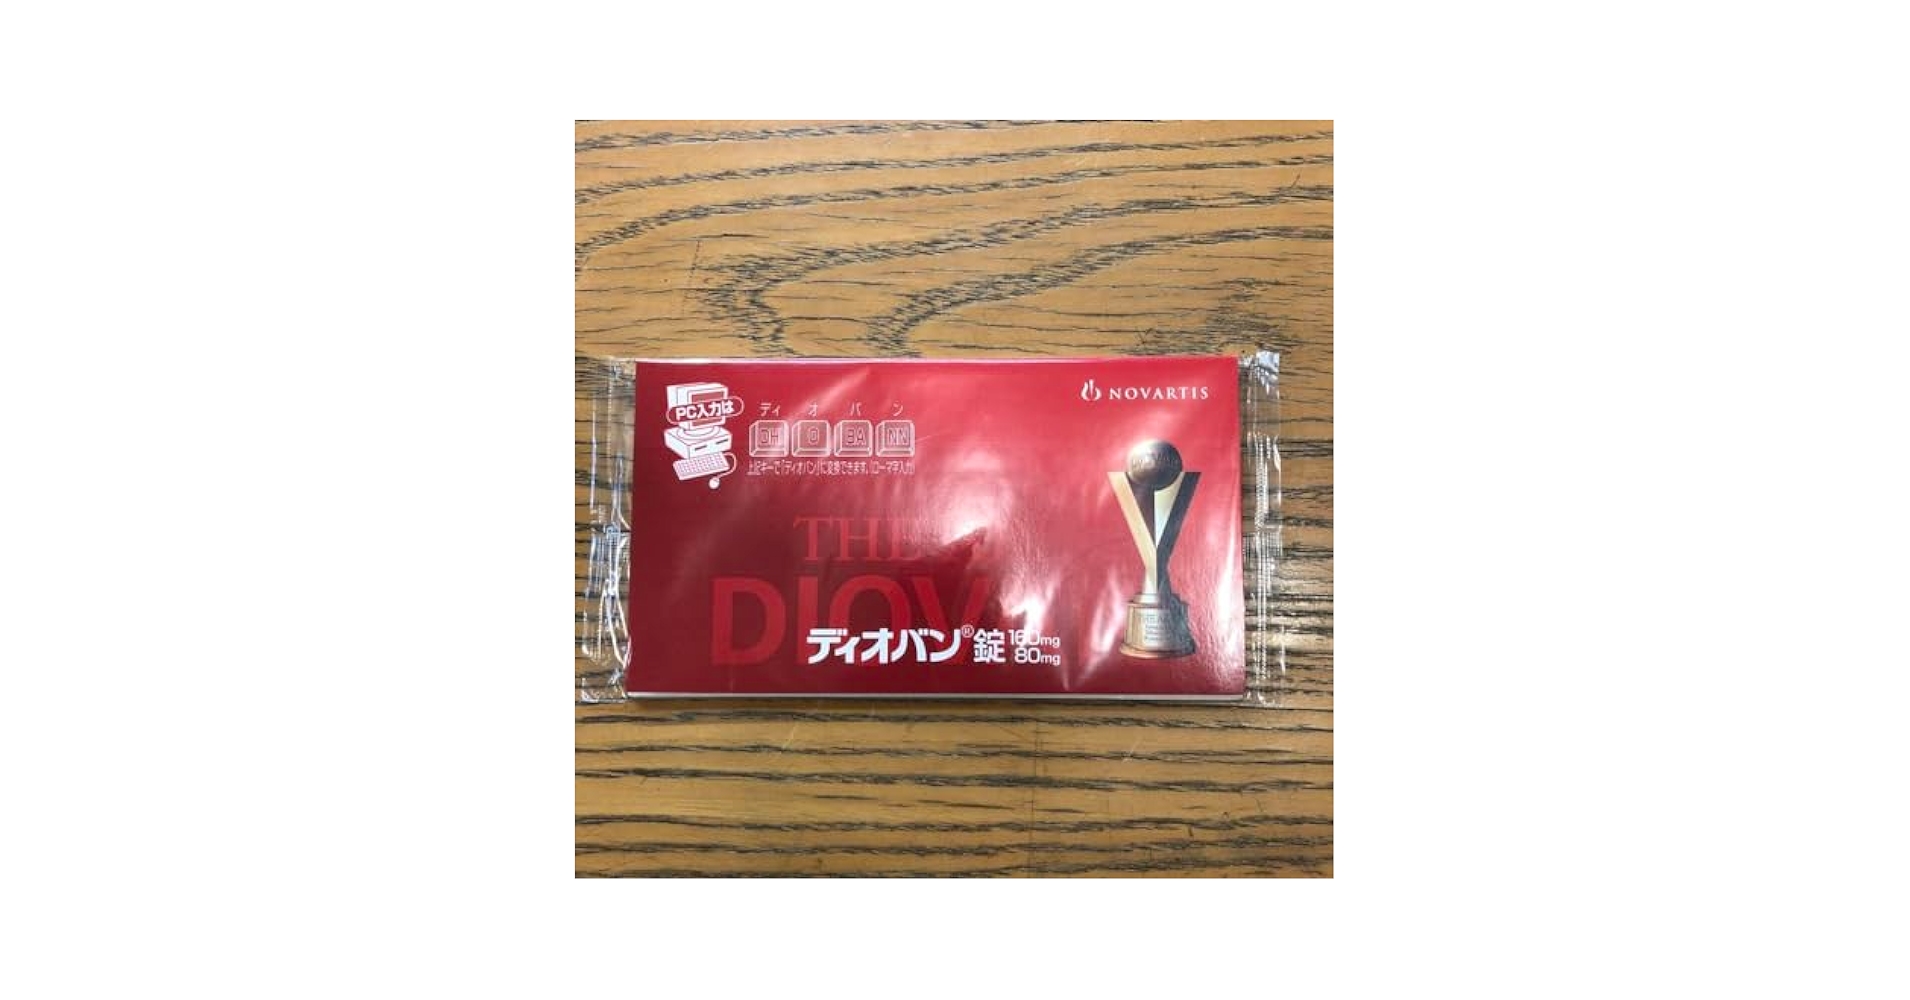 NOVARTIS
PC入力は
ディ オ バ ン
DH O BA NN
上記キーで「ディオバン」に変換できます。(ローマ字入力)
THE
ディオバン®錠 160mg
80mg